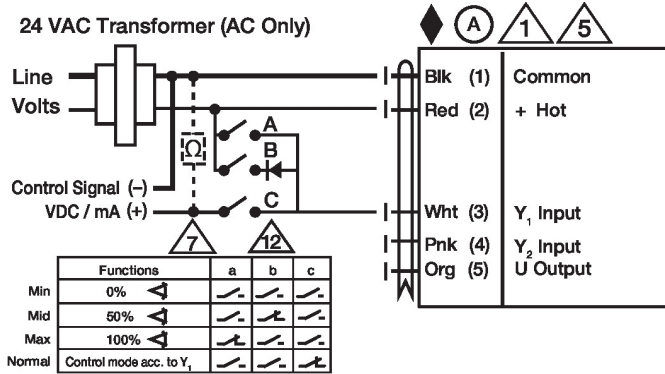 24 VAC Transformer (AC Only)
A 1 5
Line
Volts
Blk (1) Common
Red (2) + Hot
A
B
C
Ω
Control Signal (–)
VDC / mA (+)
Wht (3) Y1 Input
Pnk (4) Y2 Input
Org (5) U Output
7 12
Functions a b c
Min 0%
Mid 50%
Max 100%
Normal Control mode acc. to Y1